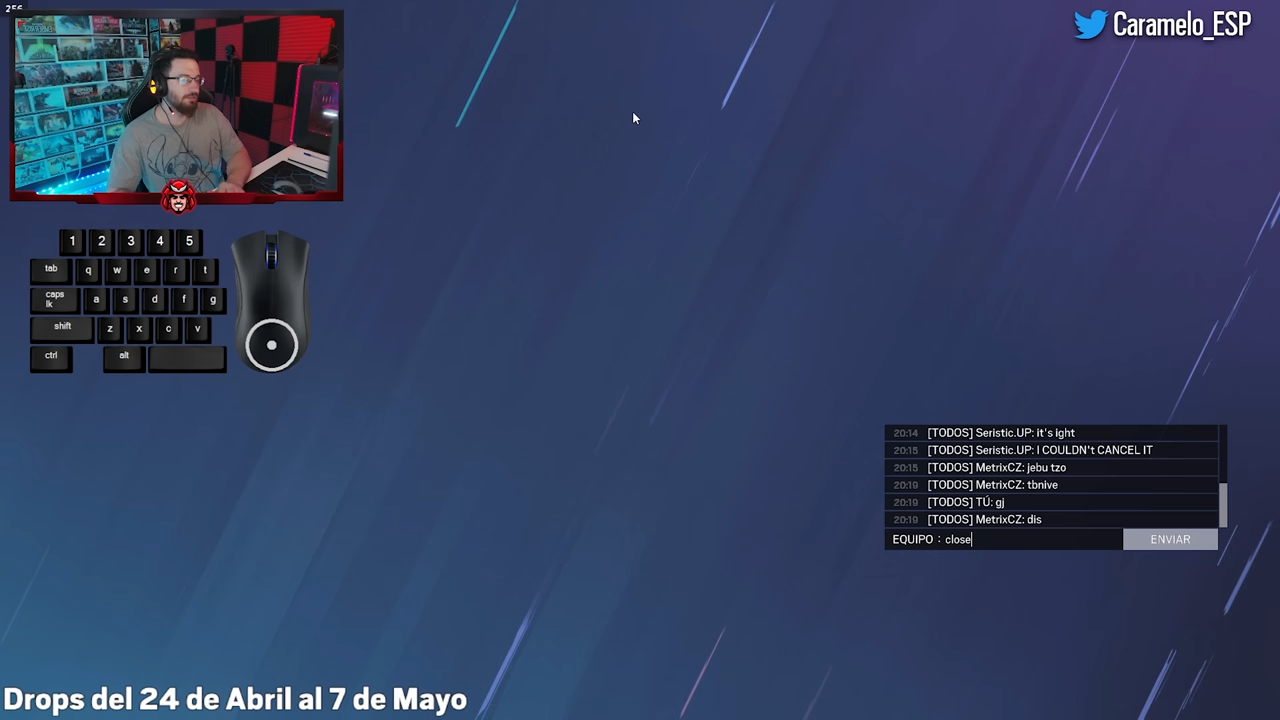 256
Caramelo_ESP
1 2 3 4 5
tab q w e r t
caps lk a s d f g
shift z x c v
ctrl alt
20:14 [TODOS] Seristic.UP: it's ight
20:15 [TODOS] Seristic.UP: I COULDN't CANCEL IT
20:15 [TODOS] MetrixCZ: jebu tzo
20:19 [TODOS] MetrixCZ: tbnive
20:19 [TODOS] TÚ: gj
20:19 [TODOS] MetrixCZ: dis
EQUIPO : close ENVIAR
Drops del 24 de Abril al 7 de Mayo